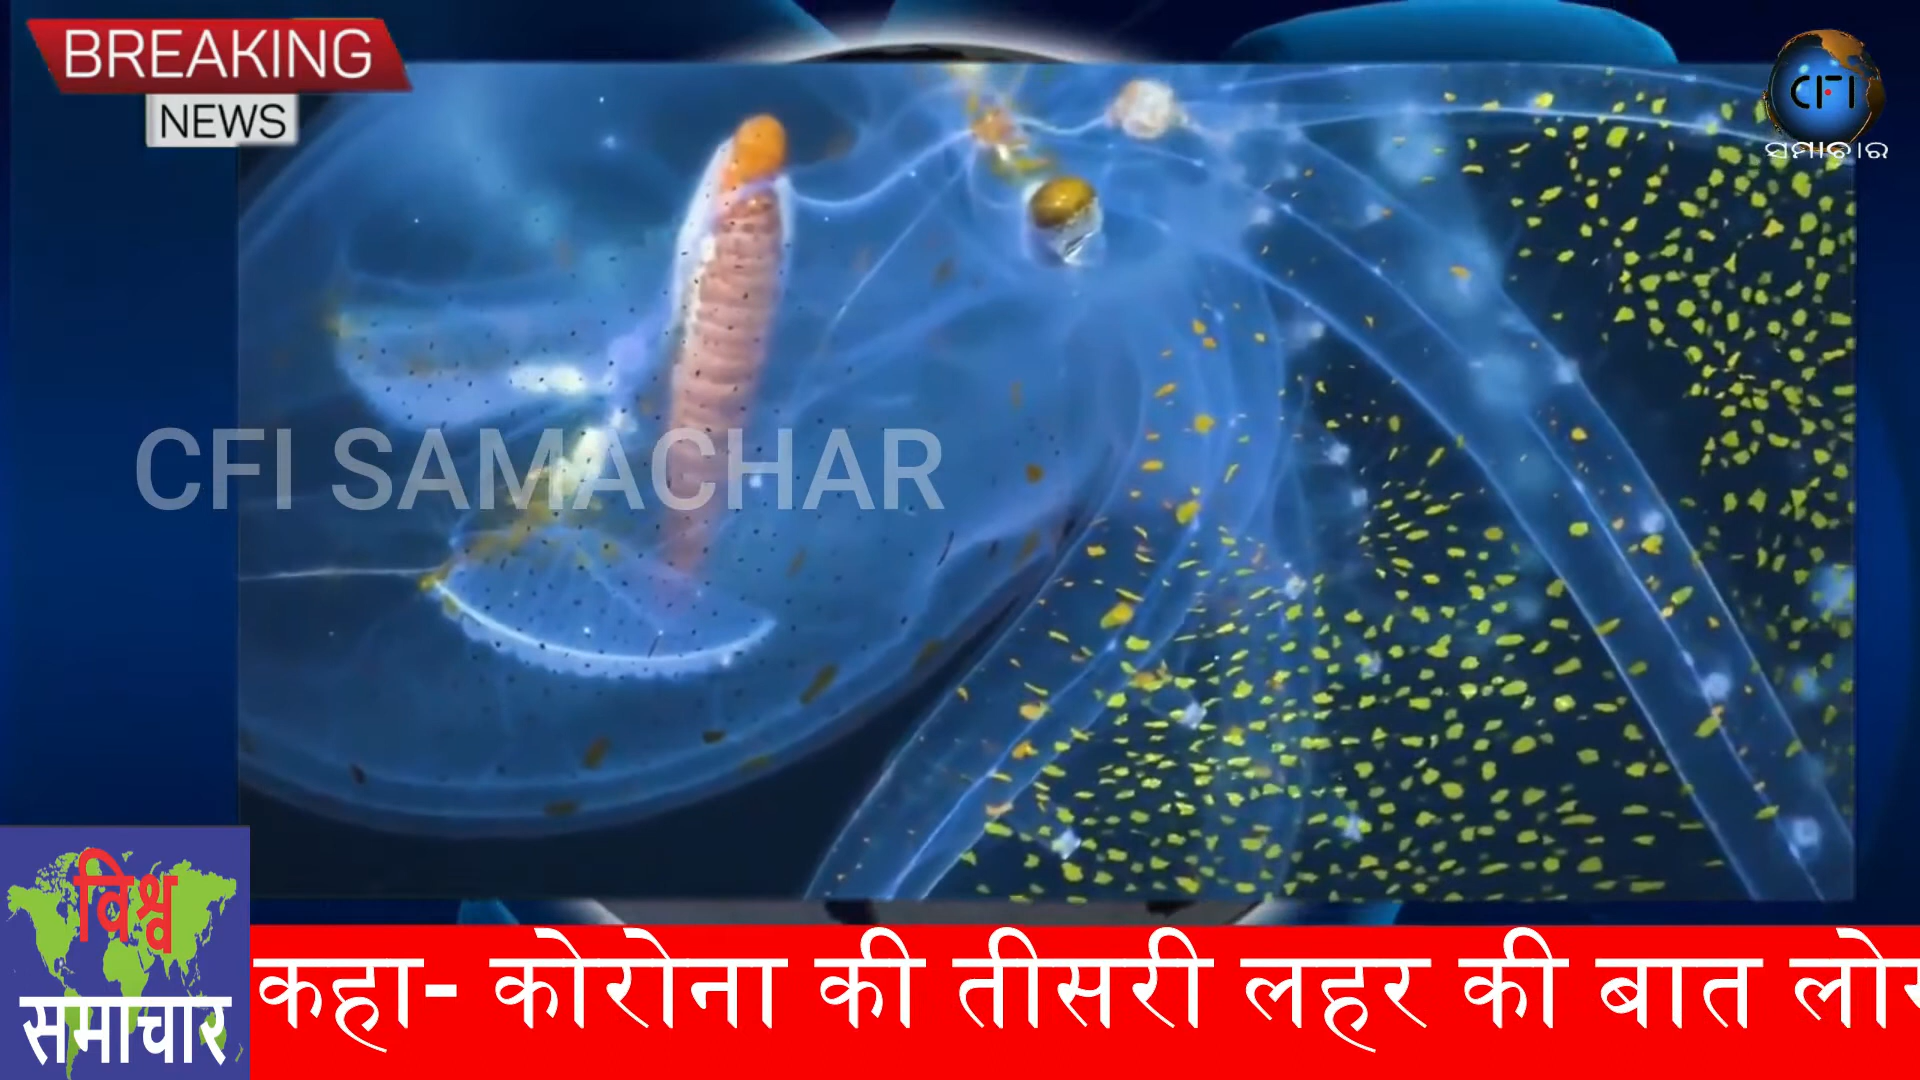 BREAKING
NEWS
CFI
ସମାଚାର
CFI SAMACHAR
विश्व
समाचार
कहा- कोरोना की तीसरी लहर की बात